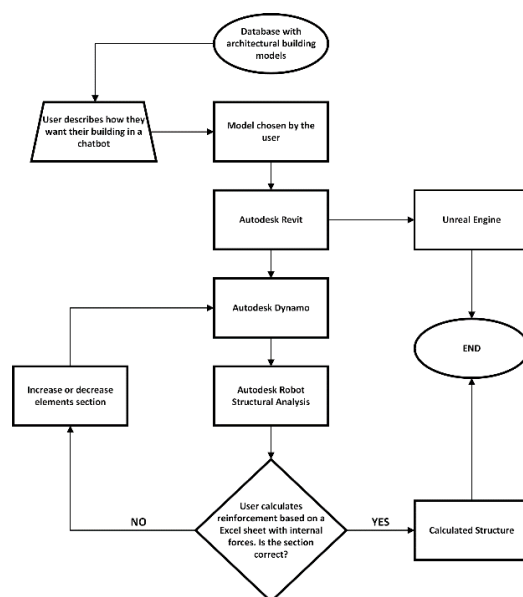 Database with
architectural building
models
User describes how they
want their building in a
chatbot
Model chosen by the
user
Autodesk Revit
Unreal Engine
Autodesk Dynamo
END
Increase or decrease
elements section
Autodesk Robot
Structural Analysis
User calculates
reinforcement based on a
Excel sheet with internal
forces. Is the section
correct?
NO
YES
Calculated Structure